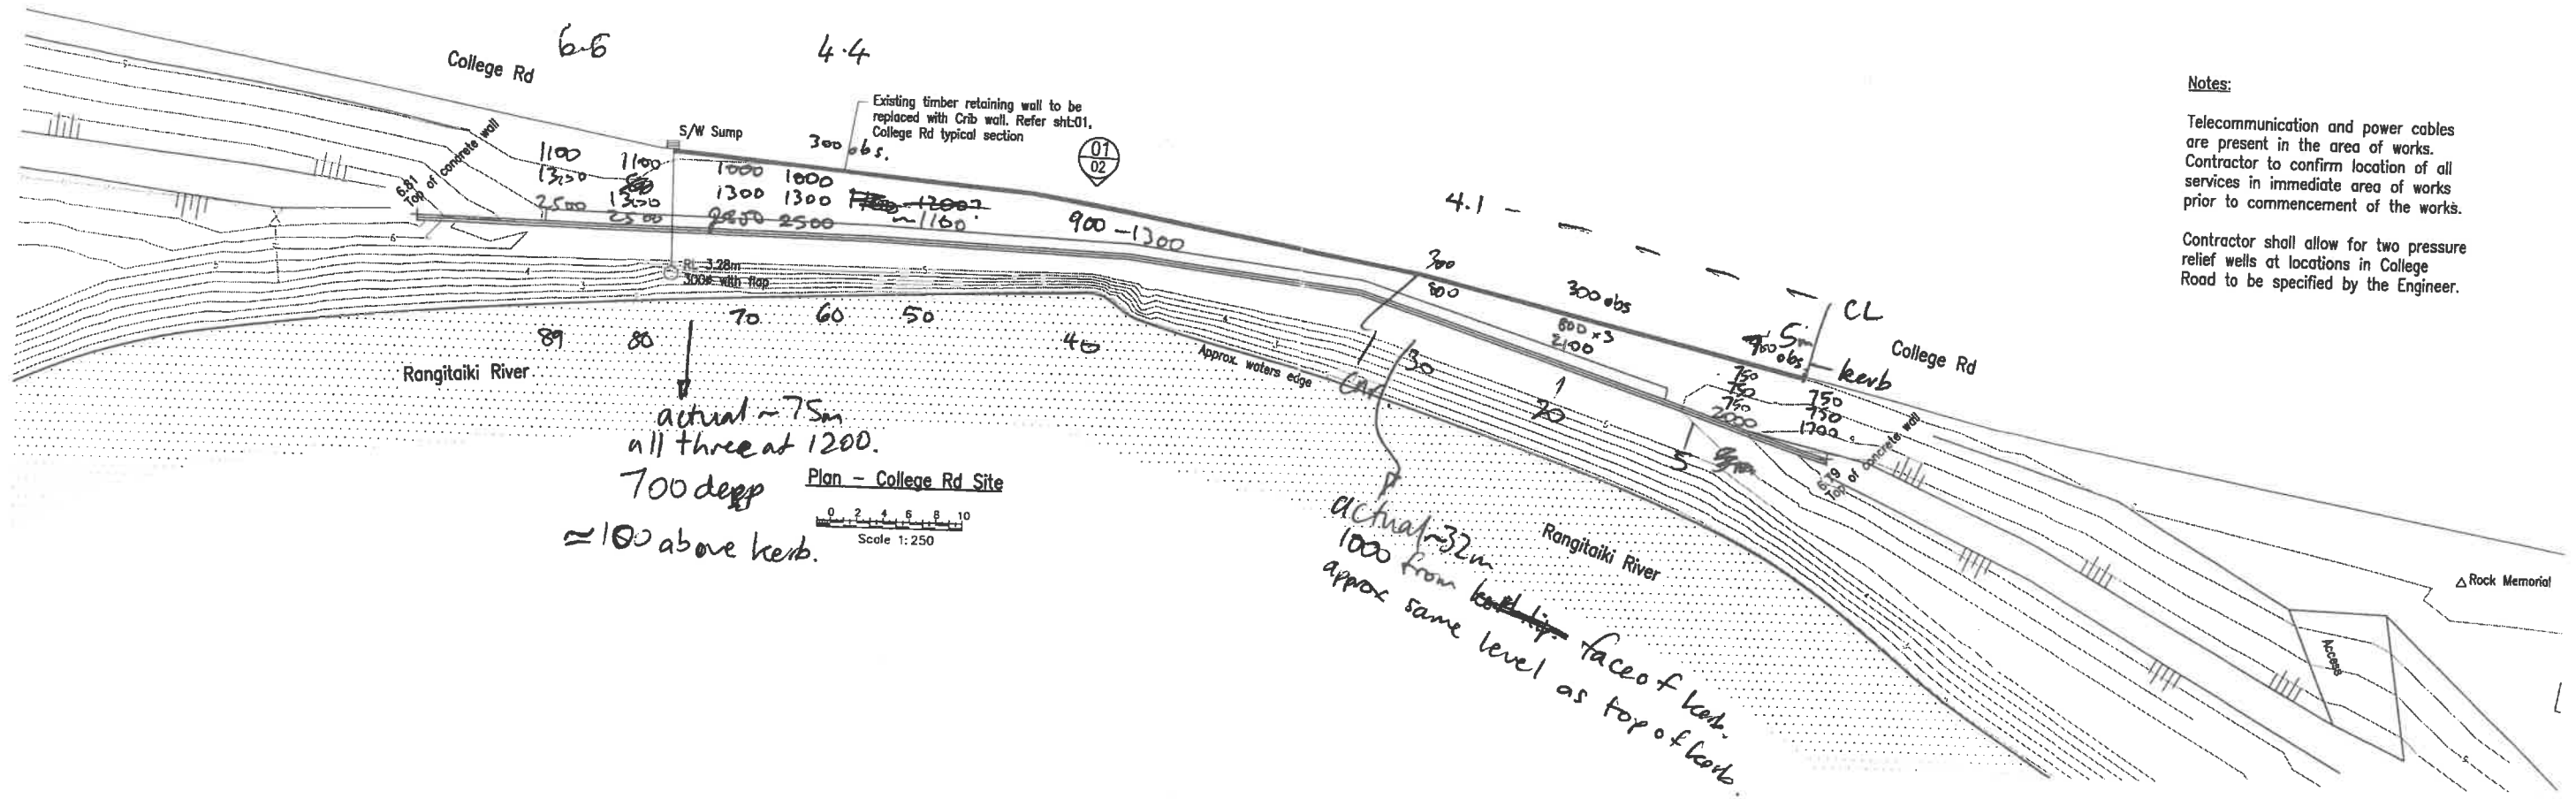 6.6
4.4
College Rd
Existing timber retaining wall to be
replaced with Crib wall. Refer sht:01,
College Rd typical section
S/W Sump
300 obs.
01
02
6.81
Top of concrete wall
1100
1350
2500
1100
1350
2500
1000
1300
1000
1300
2500
~1100
900 - 1300
4.1
RL 3.28m
300ø with flap
89
80
70
60
50
40
30
20
5
Rangitaiki River
Approx. waters edge
300
800
300 obs
800 x 3
2100
CL
5m
obs
kerb
College Rd
750
750
750
2000
750
750
1700
6.79
Top of concrete wall
actual ~ 75m
all three at 1200.
700 deep
≈100 above kerb.
Plan - College Rd Site
0 2 4 6 8 10
Scale 1:250
actual ~32m
1000 from face of kerb.
approx same level as top of kerb.
Rangitaiki River
Access
Rock Memorial
Notes:
Telecommunication and power cables
are present in the area of works.
Contractor to confirm location of all
services in immediate area of works
prior to commencement of the works.
Contractor shall allow for two pressure
relief wells at locations in College
Road to be specified by the Engineer.